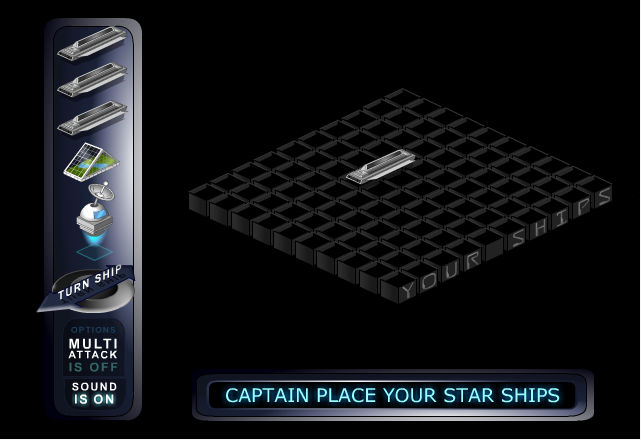 YOUR SHIPS
TURN SHIP
OPTIONS
MULTI
ATTACK
IS OFF
SOUND
IS ON
CAPTAIN PLACE YOUR STAR SHIPS